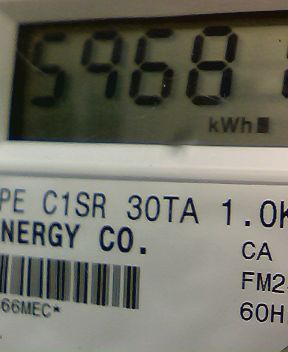 5968
kWh
PE C1SR 30TA 1.0K
NERGY CO.
CA
FM2
60H
66MEC*